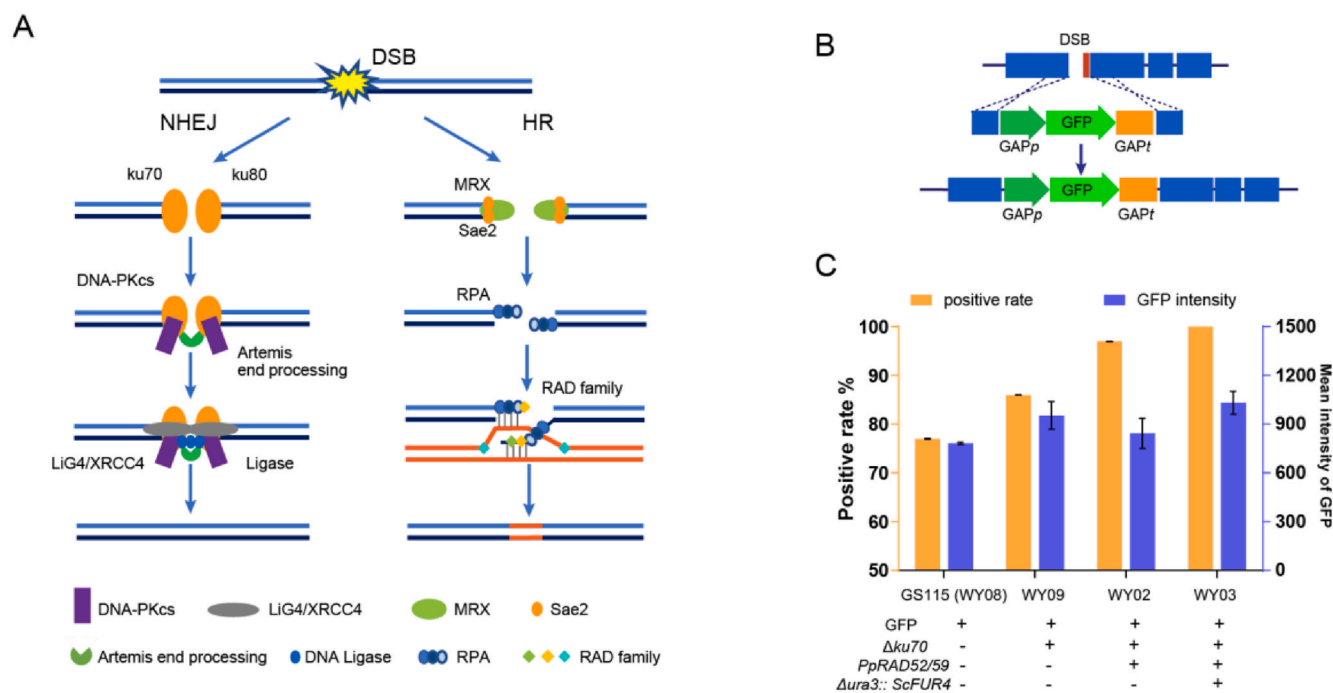 A
DSB
NHEJ
HR
ku70
ku80
MRX
Sae2
DNA-PKcs
RPA
Artemis
end processing
RAD family
LiG4/XRCC4
Ligase
DNA-PKcs
LiG4/XRCC4
MRX
Sae2
Artemis end processing
DNA Ligase
RPA
RAD family
B
DSB
GFP
GAPp
GAPt
GFP
GAPp
GAPt
C
positive rate
GFP intensity
Positive rate %
100
90
80
70
60
50
1500
1200
900
600
300
0
Mean intensity of GFP
GS115 (WY08) WY09 WY02 WY03
GFP + + + +
Δku70 - + + +
PpRAD52/59 - - + +
Δura3:: ScFUR4 - - - +